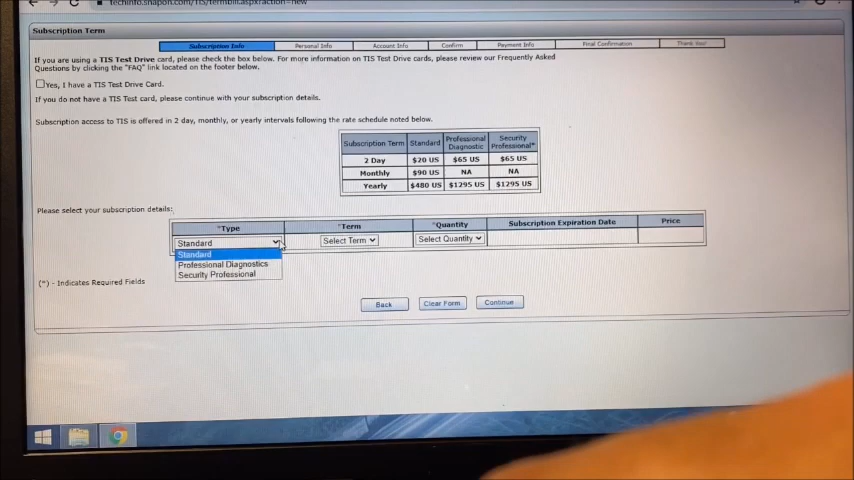 techinfo.snapon.com/TIS/TermBill.aspx?action=new
Subscription Term
Subscription Info Personal Info Account Info Confirm Payment Info Final Confirmation Thank You!
If you are using a TIS Test Drive card, please check the box below. For more information on TIS Test Drive cards, please review our Frequently Asked
Questions by clicking the "FAQ" link located on the footer below.
Yes, I have a TIS Test Drive Card.
If you do not have a TIS Test card, please continue with your subscription details.
Subscription access to TIS is offered in 2 day, monthly, or yearly intervals following the rate schedule noted below.
Subscription Term Standard Professional Diagnostic Security Professional*
2 Day $20 US $65 US $65 US
Monthly $90 US NA NA
Yearly $480 US $1295 US $1295 US
Please select your subscription details:
*Type *Term *Quantity Subscription Expiration Date Price
Standard Select Term Select Quantity
Standard
Professional Diagnostics
Security Professional
(*) - Indicates Required Fields
Back Clear Form Continue